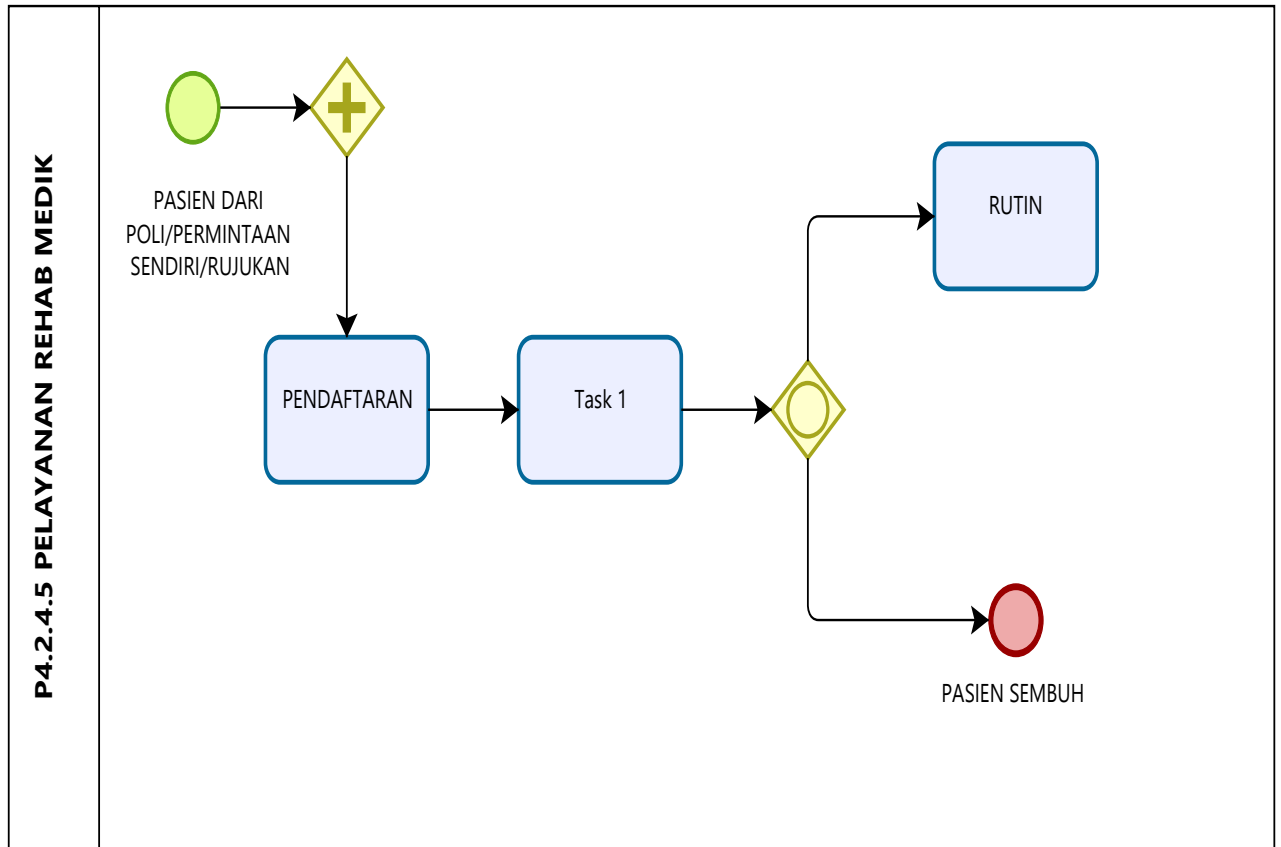 P4.2.4.5 PELAYANAN REHAB MEDIK
PASIEN DARI
POLI/PERMINTAAN
SENDIRI/RUJUKAN
PENDAFTARAN
Task 1
RUTIN
PASIEN SEMBUH